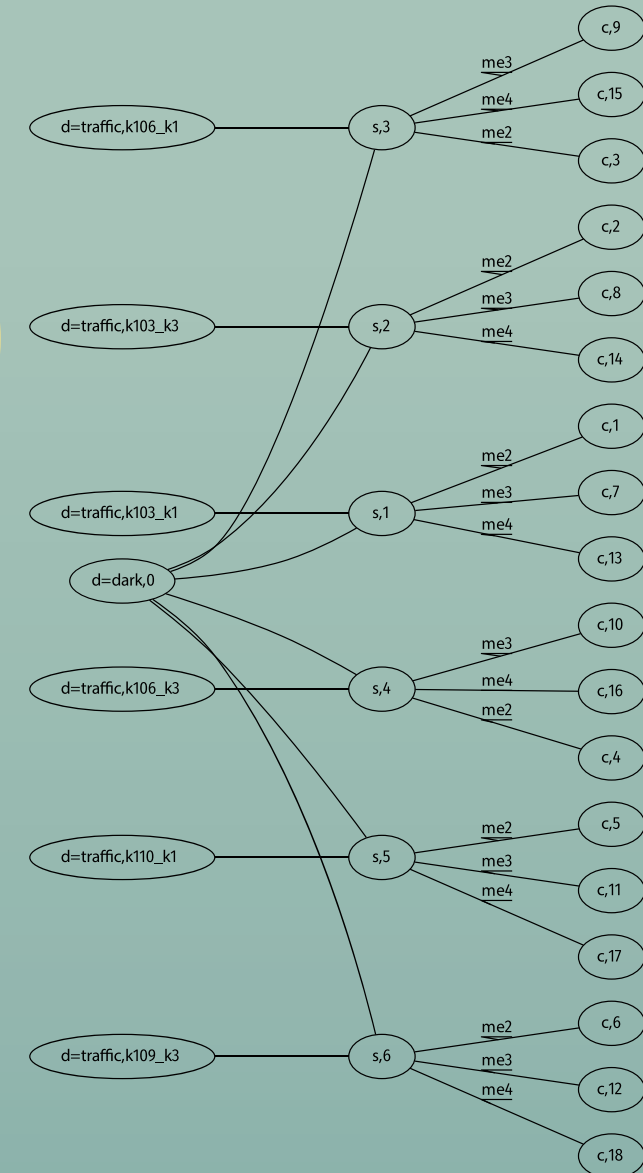 c,9
me3
me4
c,15
d=traffic,k106_k1
s,3
me2
c,3
c,2
me2
me3
c,8
d=traffic,k103_k3
s,2
me4
c,14
c,1
me2
me3
c,7
d=traffic,k103_k1
s,1
me4
c,13
d=dark,0
c,10
me3
me4
d=traffic,k106_k3
s,4
c,16
me2
c,4
c,5
me2
d=traffic,k110_k1
s,5
me3
me4
c,11
c,17
c,6
me2
d=traffic,k109_k3
s,6
me3
me4
c,12
c,18